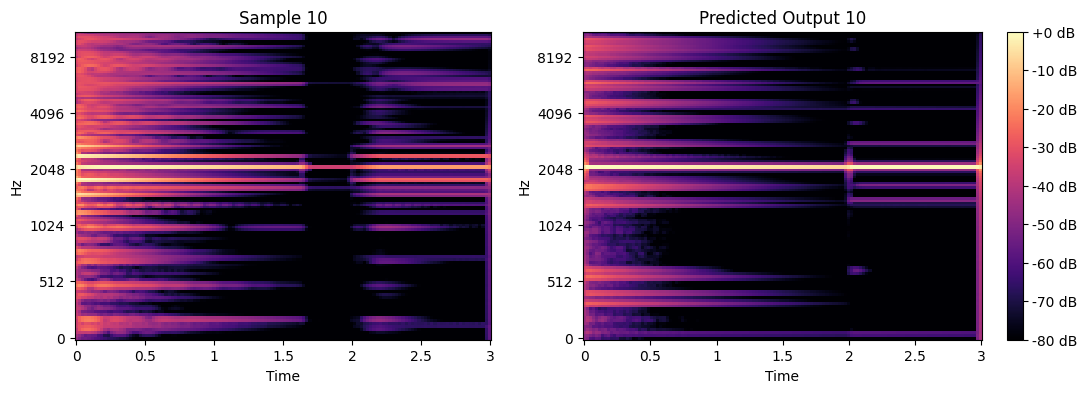 Sample 10
Hz
8192
4096
2048
1024
512
0
0
0.5
1
1.5
2
2.5
3
Time
Predicted Output 10
Hz
8192
4096
2048
1024
512
0
0
0.5
1
1.5
2
2.5
3
Time
+0 dB
-10 dB
-20 dB
-30 dB
-40 dB
-50 dB
-60 dB
-70 dB
-80 dB